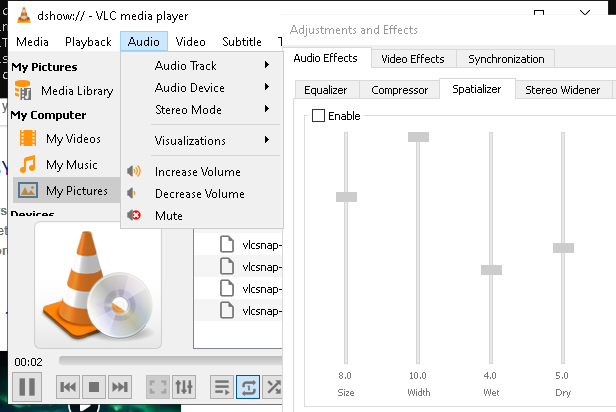 dshow:// - VLC media player
Media Playback Audio Video Subtitle
My Pictures
Media Library
My Computer
My Videos
My Music
My Pictures
Devices
Audio Track
Audio Device
Stereo Mode
Visualizations
Increase Volume
Decrease Volume
Mute
vlcsnap-
vlcsnap-
vlcsnap-
vlcsnap-
00:02
Adjustments and Effects
Audio Effects Video Effects Synchronization
Equalizer Compressor Spatializer Stereo Widener
Enable
8.0 10.0 4.0 5.0
Size Width Wet Dry